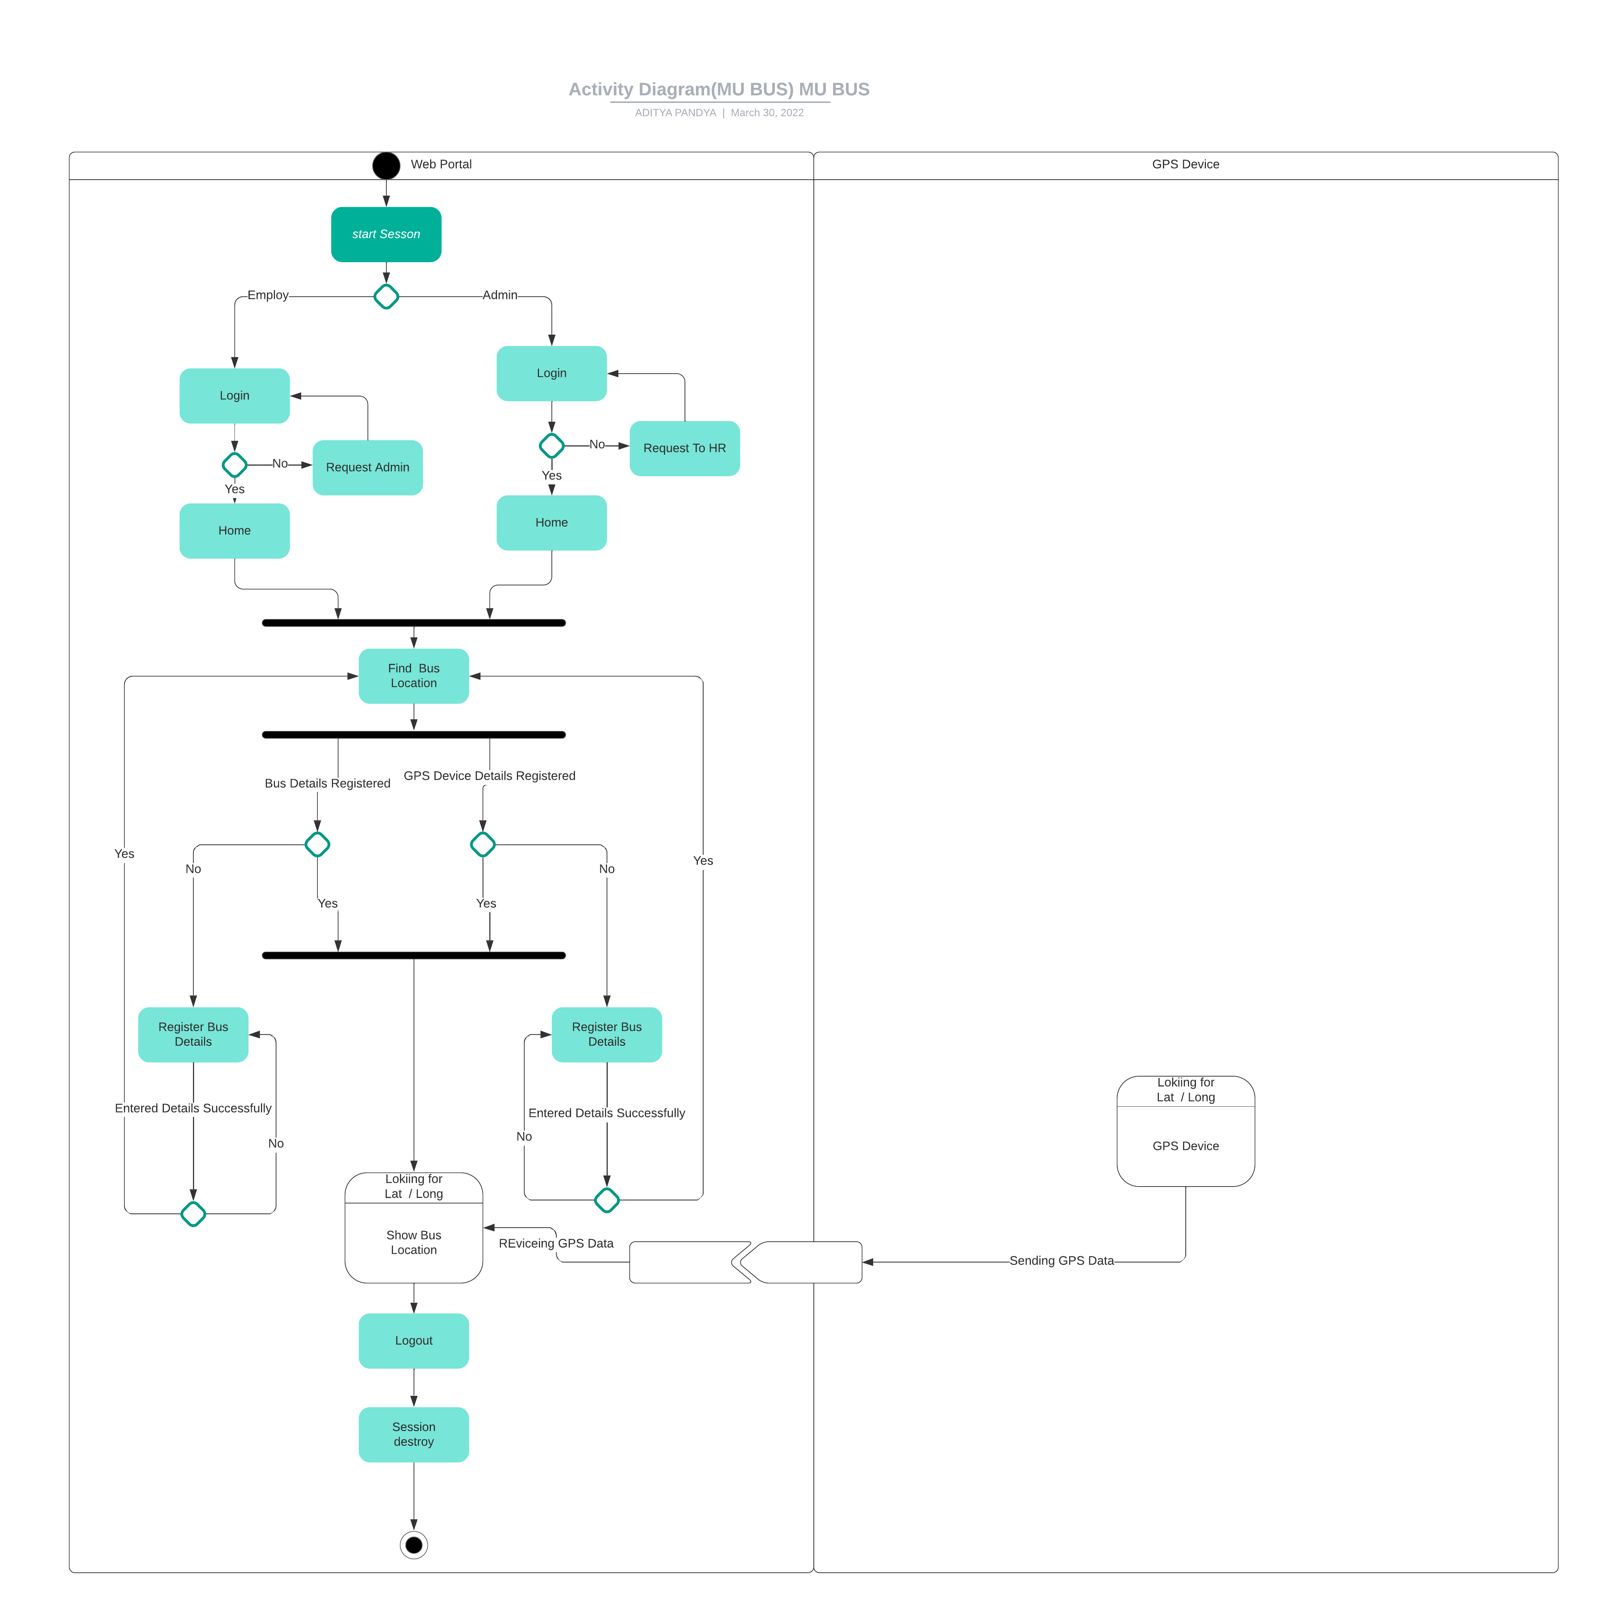 Activity Diagram(MU BUS) MU BUS
ADITYA PANDYA | March 30, 2022
Web Portal
GPS Device
start Sesson
Employ
Admin
Login
Login
No
Request To HR
No
Request Admin
Yes
Yes
Home
Home
Find Bus
Location
Bus Details Registered
GPS Device Details Registered
Yes
Yes
No
No
Yes
Yes
Register Bus
Details
Register Bus
Details
Entered Details Successfully
Entered Details Successfully
No
No
Lokiing for
Lat / Long
GPS Device
Lokiing for
Lat / Long
Show Bus
Location
REviceing GPS Data
Sending GPS Data
Logout
Session
destroy